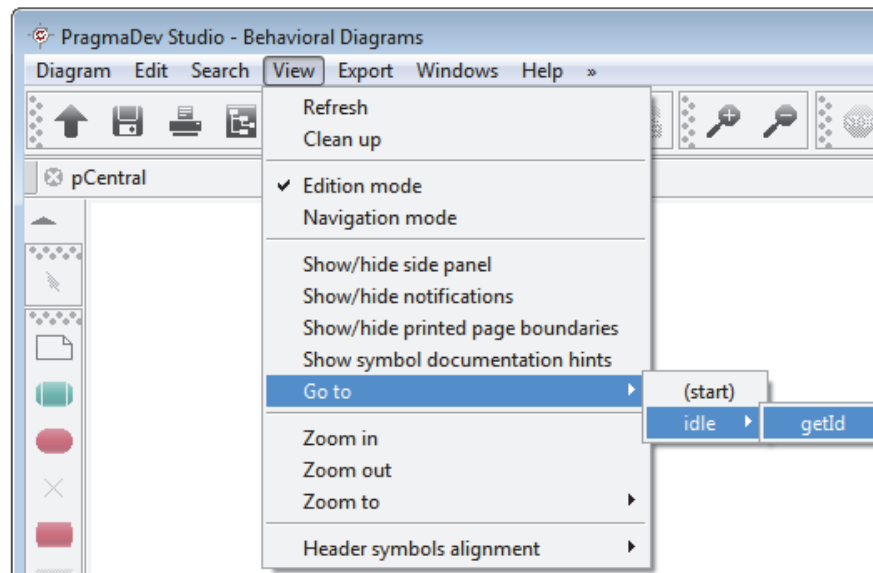 PragmaDev Studio - Behavioral Diagrams
Diagram Edit Search View Export Windows Help »
Refresh
Clean up
pCentral
Edition mode
Navigation mode
Show/hide side panel
Show/hide notifications
Show/hide printed page boundaries
Show symbol documentation hints
Go to
(start)
idle
getId
Zoom in
Zoom out
Zoom to
Header symbols alignment